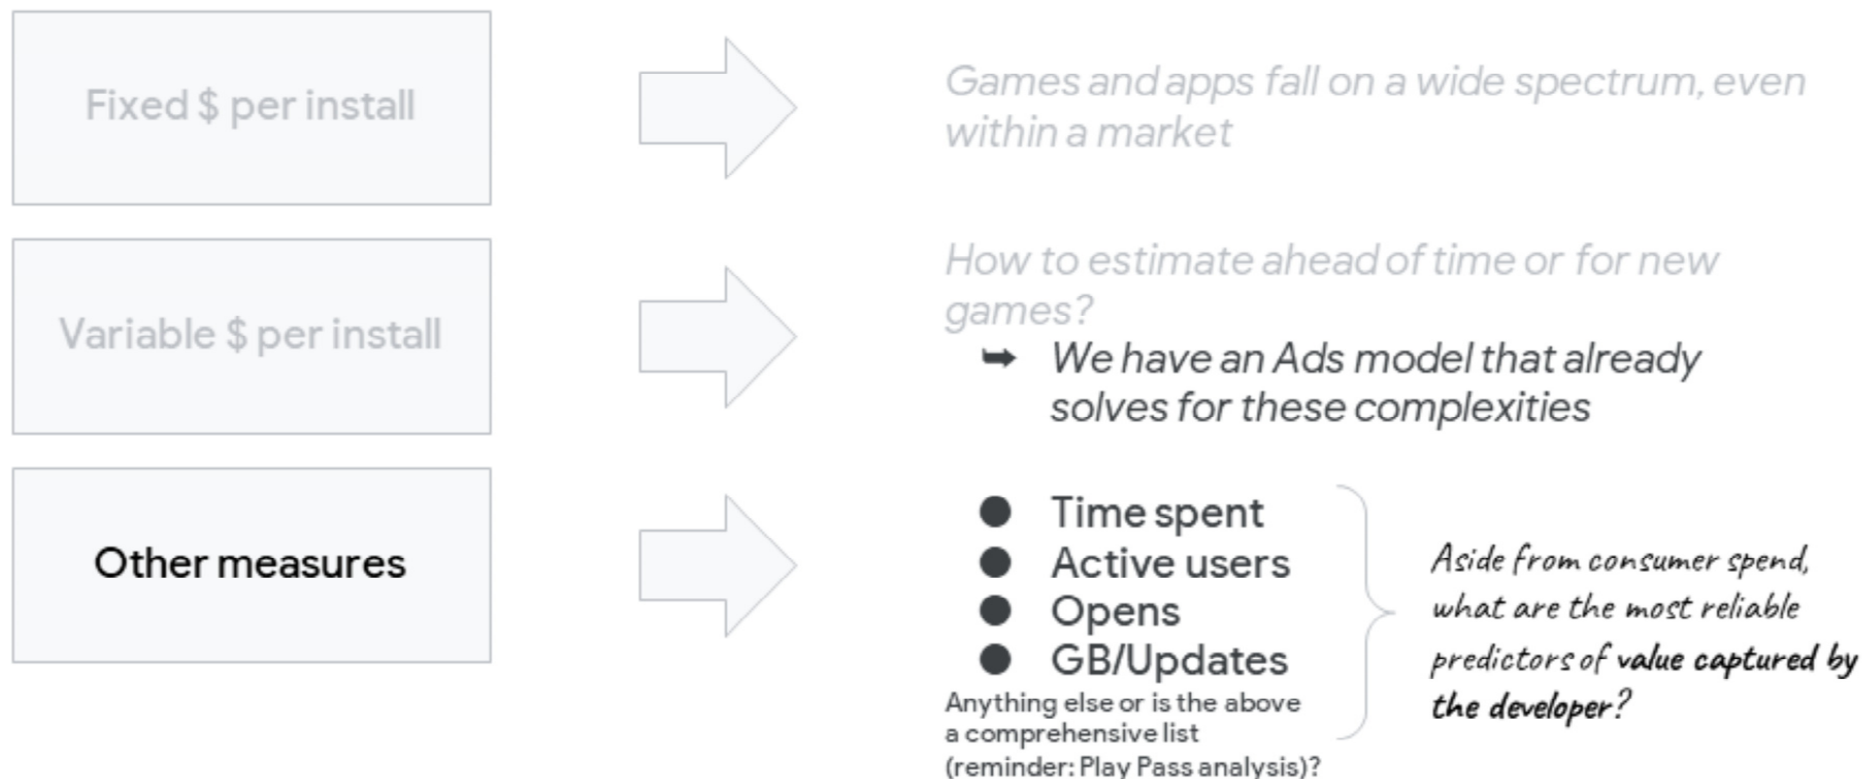 Fixed $ per install
Games and apps fall on a wide spectrum, even
within a market
Variable $ per install
How to estimate ahead of time or for new
games?
➥ We have an Ads model that already
solves for these complexities
Other measures
● Time spent
● Active users
● Opens
● GB/Updates
Anything else or is the above
a comprehensive list
(reminder: Play Pass analysis)?
Aside from consumer spend,
what are the most reliable
predictors of value captured by
the developer?